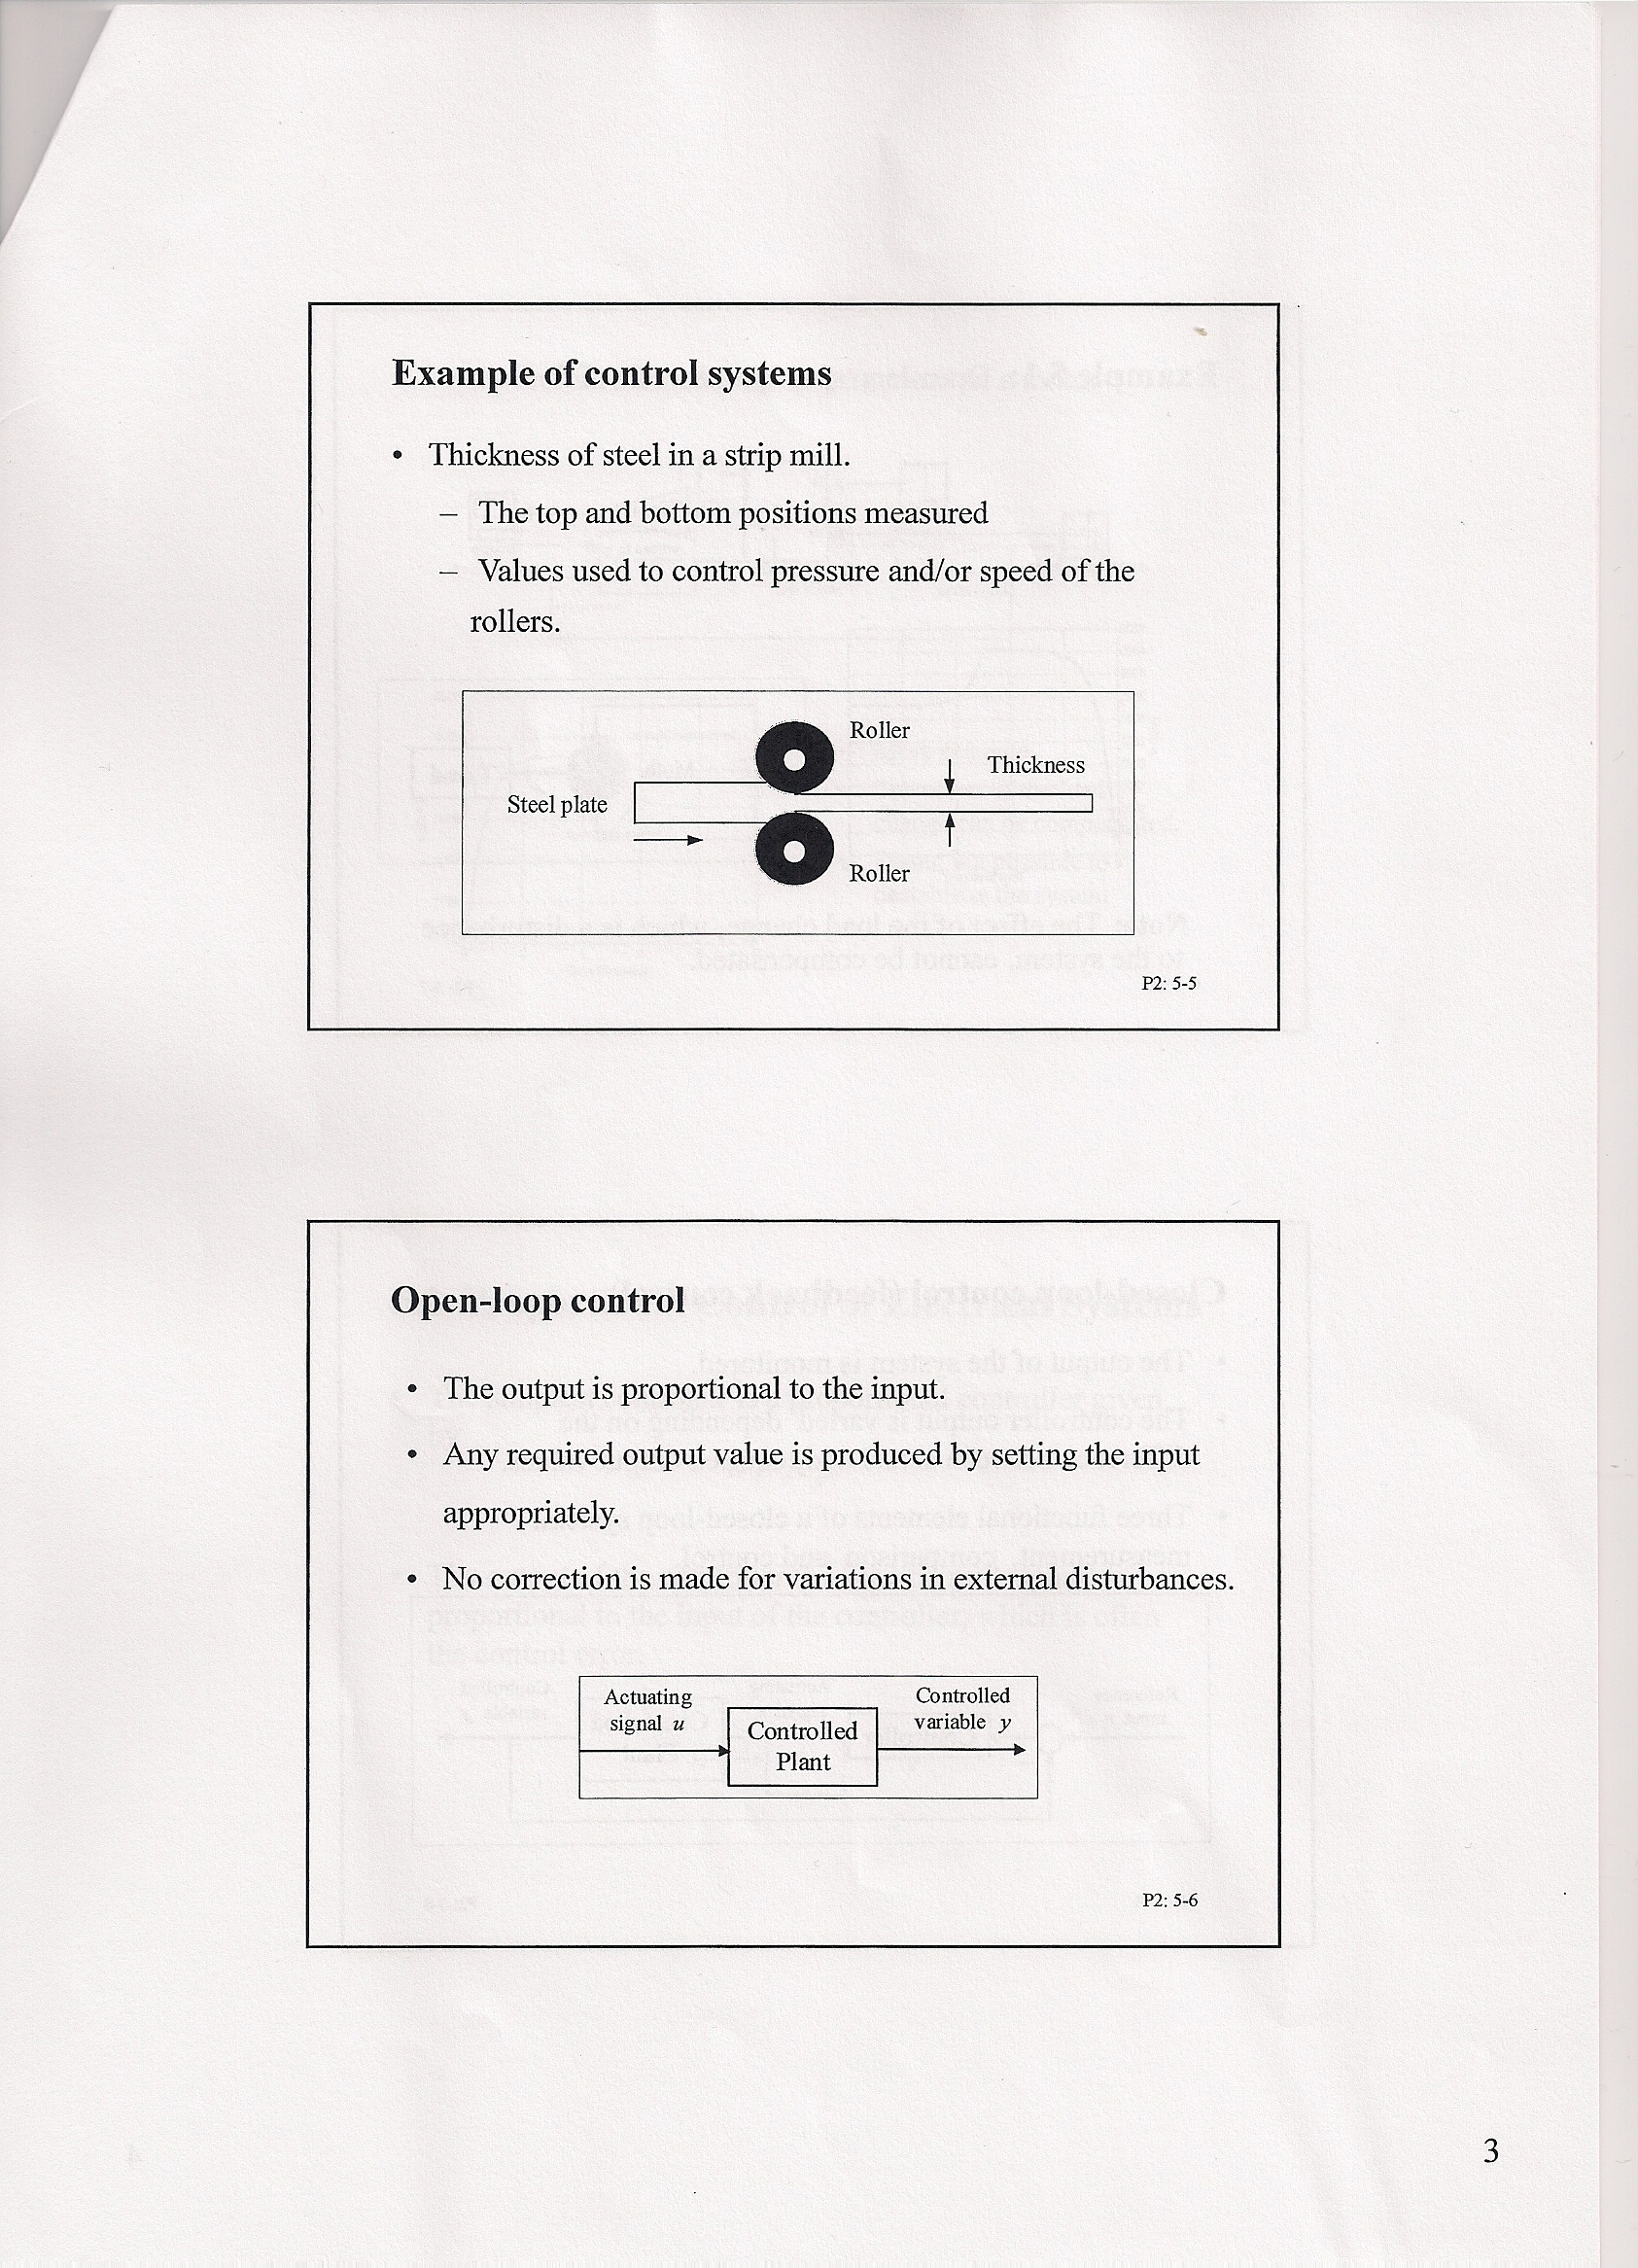 Example of control systems
• Thickness of steel in a strip mill.
– The top and bottom positions measured
– Values used to control pressure and/or speed of the
rollers.
Roller
Thickness
Steel plate
Roller
P2: 5-5
Open-loop control
• The output is proportional to the input.
• Any required output value is produced by setting the input
appropriately.
• No correction is made for variations in external disturbances.
Actuating
signal u
Controlled
Plant
Controlled
variable y
P2: 5-6
3